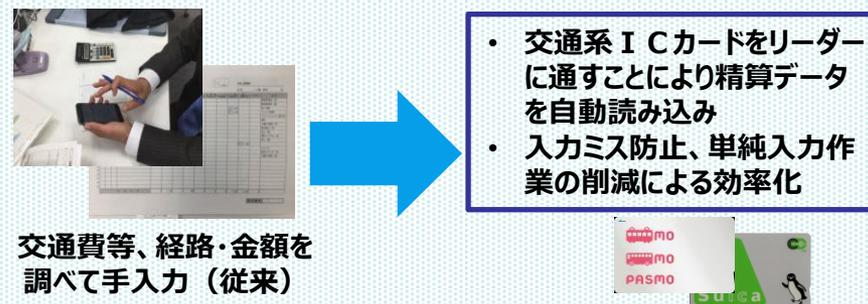 • 交通系ＩＣカードをリーダー
に通すことにより精算データ
を自動読み込み
• 入力ミス防止、単純入力作
業の削減による効率化
交通費等、経路・金額を
調べて手入力（従来）
mo
mo
PASMO
Suica